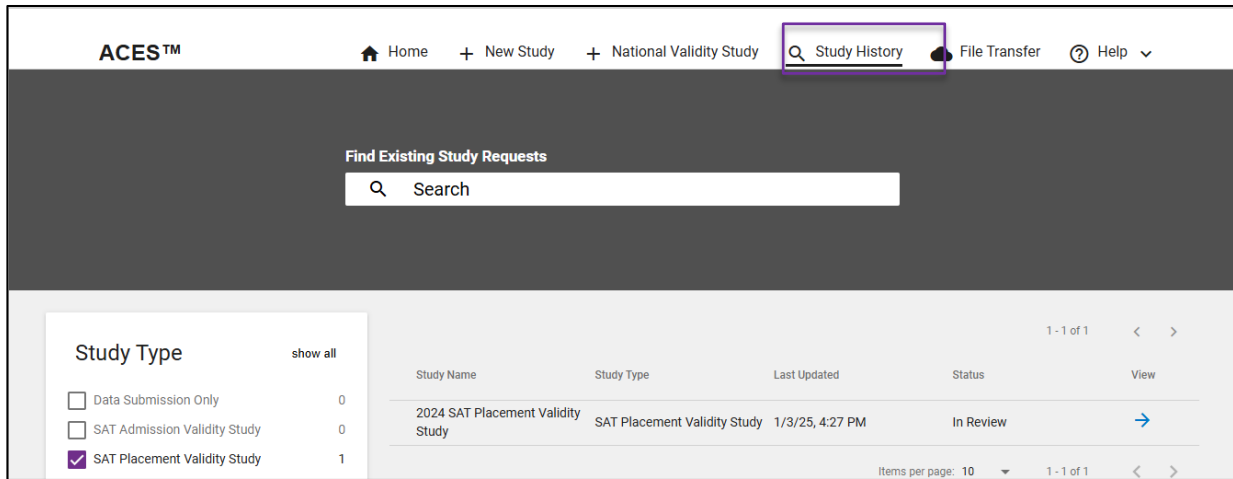 ACES™ Home + New Study + National Validity Study Study History File Transfer Help
Find Existing Study Requests
Search
1 - 1 of 1
Study Type show all
Study Name Study Type Last Updated Status View
Data Submission Only 0
2024 SAT Placement Validity
Study
SAT Placement Validity Study 1/3/25, 4:27 PM In Review
SAT Admission Validity Study 0
SAT Placement Validity Study 1
Items per page: 10 1 - 1 of 1